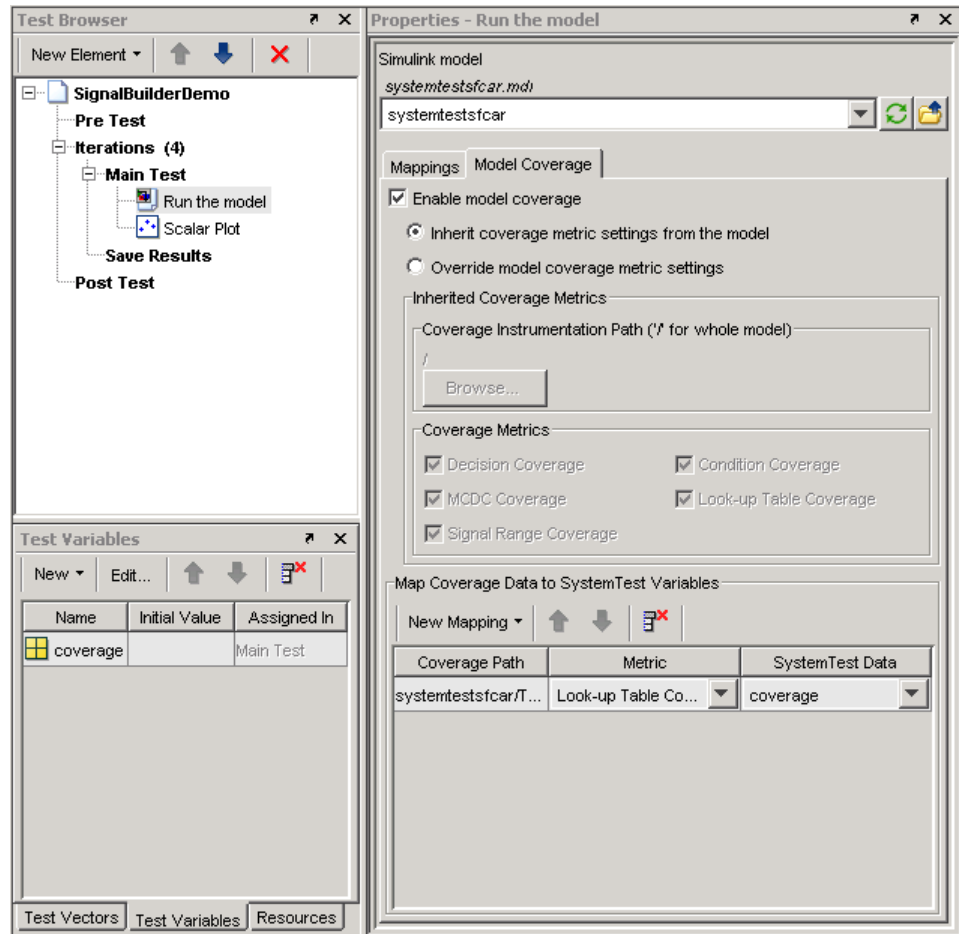 Test Browser
New Element
SignalBuilderDemo
Pre Test
Iterations (4)
Main Test
Run the model
Scalar Plot
Save Results
Post Test
Test Variables
New
Edit...
Name Initial Value Assigned In
coverage Main Test
Test Vectors Test Variables Resources
Properties - Run the model
Simulink model
systemtestsfcar.mdl
systemtestsfcar
Mappings Model Coverage
Enable model coverage
Inherit coverage metric settings from the model
Override model coverage metric settings
Inherited Coverage Metrics
Coverage Instrumentation Path ('/' for whole model)
/
Browse...
Coverage Metrics
Decision Coverage Condition Coverage
MCDC Coverage Look-up Table Coverage
Signal Range Coverage
Map Coverage Data to SystemTest Variables
New Mapping
Coverage Path Metric SystemTest Data
systemtestsfcar/T... Look-up Table Co... coverage